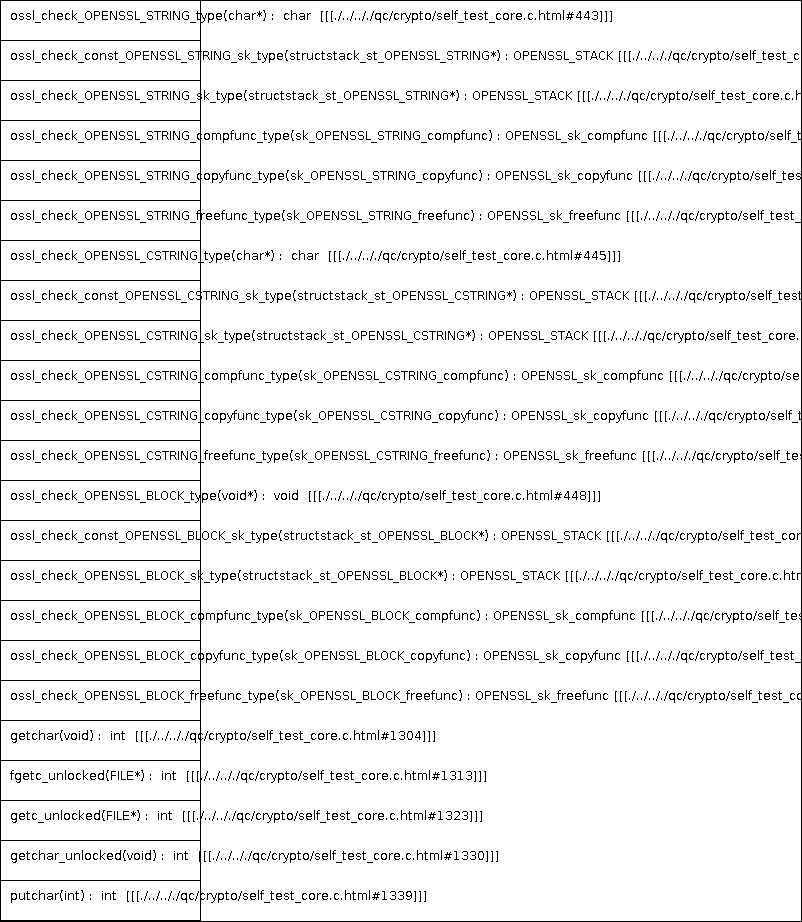 ossl_check_OPENSSL_STRING_type(char*) : char [[[./../../qc/crypto/self_test_core.html#443]]]
ossl_check_const_OPENSSL_STRING_sk_type(structstack_st_OPENSSL_STRING*) : OPENSSL_STACK [[[./../././qc/crypto/self_test_c
ossl_check_OPENSSL_STRING_sk_type(structstack_st_OPENSSL_STRING*) : OPENSSL_STACK [[[./../././qc/crypto/self_test_core.c.h
ossl_check_OPENSSL_STRING_compfunc_type(sk_OPENSSL_STRING_compfunc) : OPENSSL_sk_compfunc [[[./../././qc/crypto/self_t
ossl_check_OPENSSL_STRING_copyfunc_type(sk_OPENSSL_STRING_copyfunc) : OPENSSL_sk_copyfunc [[[./../././qc/crypto/self_tes
ossl_check_OPENSSL_STRING_freefunc_type(sk_OPENSSL_STRING_freefunc) : OPENSSL_sk_freefunc [[[./../././qc/crypto/self_test_
ossl_check_OPENSSL_CSTRING_type(char*) : char [[[./../././qc/crypto/self_test_core.c.html#445]]]
ossl_check_const_OPENSSL_CSTRING_sk_type(structstack_st_OPENSSL_CSTRING*) : OPENSSL_STACK [[[./../././qc/crypto/self_test
ossl_check_OPENSSL_CSTRING_sk_type(structstack_st_OPENSSL_CSTRING*) : OPENSSL_STACK [[[./../././qc/crypto/self_test_core.
ossl_check_OPENSSL_CSTRING_compfunc_type(sk_OPENSSL_CSTRING_compfunc) : OPENSSL_sk_compfunc [[[./../././qc/crypto/se
ossl_check_OPENSSL_CSTRING_copyfunc_type(sk_OPENSSL_CSTRING_copyfunc) : OPENSSL_sk_copyfunc [[[./../././qc/crypto/self_t
ossl_check_OPENSSL_CSTRING_freefunc_type(sk_OPENSSL_CSTRING_freefunc) : OPENSSL_sk_freefunc [[[./../././qc/crypto/self_tes
ossl_check_OPENSSL_BLOCK_type(void*) : void [[[./../././qc/crypto/self_test_core.c.html#448]]]
ossl_check_const_OPENSSL_BLOCK_sk_type(structstack_st_OPENSSL_BLOCK*) : OPENSSL_STACK [[[./../././qc/crypto/self_test_cor
ossl_check_OPENSSL_BLOCK_sk_type(structstack_st_OPENSSL_BLOCK*) : OPENSSL_STACK [[[./../././qc/crypto/self_test_core.c.htm
ossl_check_OPENSSL_BLOCK_compfunc_type(sk_OPENSSL_BLOCK_compfunc) : OPENSSL_sk_compfunc [[[./../././qc/crypto/self_tes
ossl_check_OPENSSL_BLOCK_copyfunc_type(sk_OPENSSL_BLOCK_copyfunc) : OPENSSL_sk_copyfunc [[[./../././qc/crypto/self_test_
ossl_check_OPENSSL_BLOCK_freefunc_type(sk_OPENSSL_BLOCK_freefunc) : OPENSSL_sk_freefunc [[[./../././qc/crypto/self_test_co
getchar(void) : int [[[./../././qc/crypto/self_test_core.c.html#1304]]]
fgetc_unlocked(FILE*) : int [[[./../././qc/crypto/self_test_core.c.html#1313]]]
getc_unlocked(FILE*) : int [[[./../././qc/crypto/self_test_core.c.html#1323]]]
getchar_unlocked(void) : int [[[./../././qc/crypto/self_test_core.c.html#1330]]]
putchar(int) : int [[[./../././qc/crypto/self_test_core.c.html#1339]]]